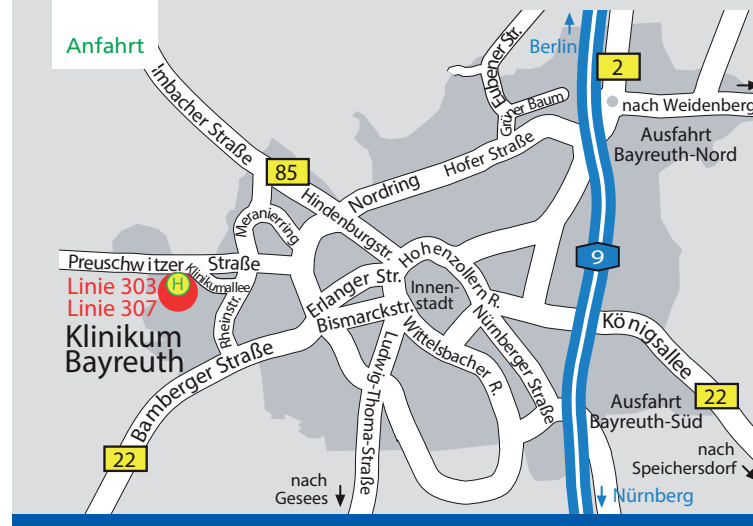 Anfahrt
Berlin
Eubener Str.
2
Grüner Baum
nach Weidenberg
Ausfahrt
Bayreuth-Nord
lmbacher Straße
85
Nordring
Hofer Straße
Hindenburgstr.
Meranierring
Preuschwitzer Straße
Klinikumallee
H
Linie 303
Linie 307
Klinikum
Bayreuth
Rheinstr.
Hohenzollern R.
9
Innen-
stadt
Erlanger Str.
Bismarckstr.
Wittelsbacher R.
Nürnberger Straße
Königsallee
Bamberger Straße
Ludwig-Thoma-Straße
22
Ausfahrt
Bayreuth-Süd
22
nach
Speichersdorf
nach
Gesees
Nürnberg